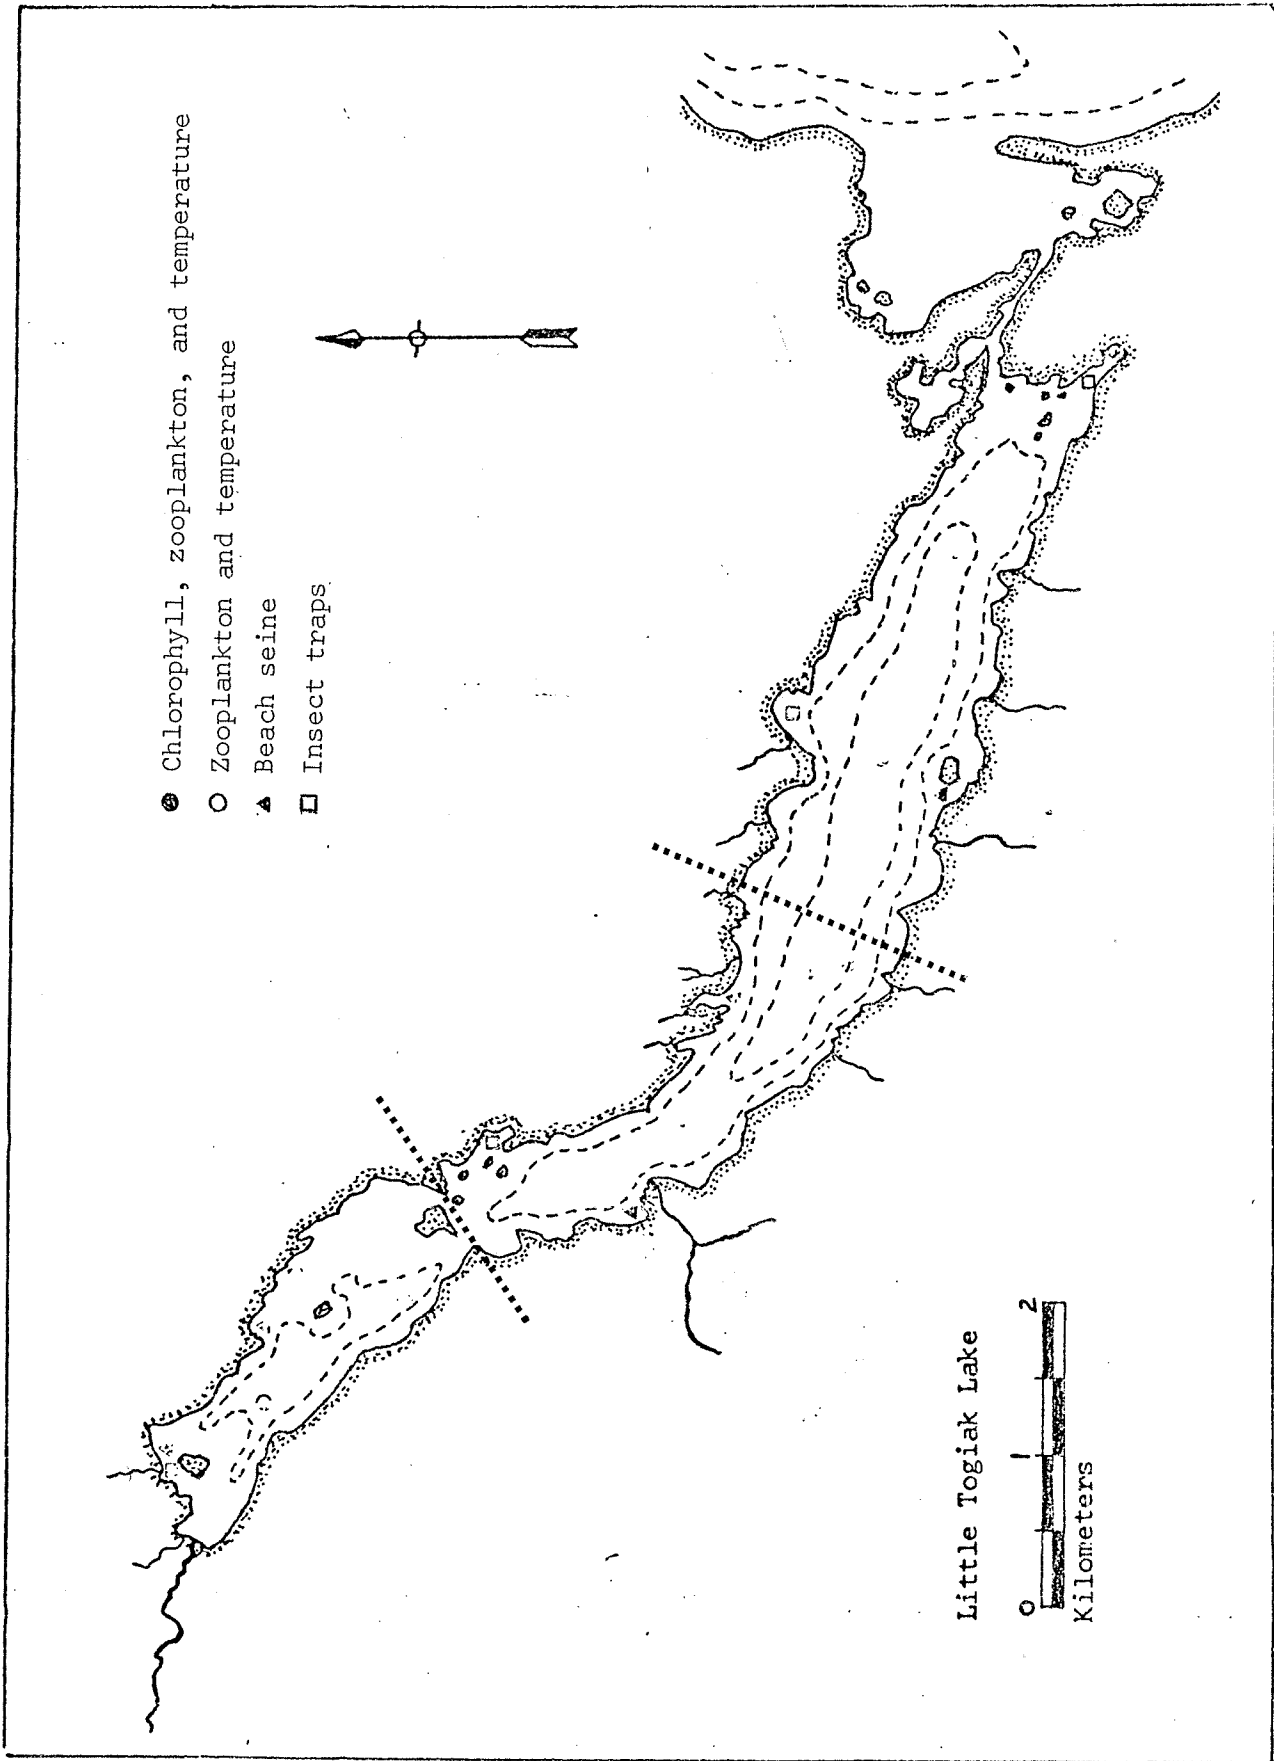 Chlorophyll, zooplankton, and temperature
Zooplankton and temperature
Beach seine
Insect traps
Little Togiak Lake
0 1 2
Kilometers